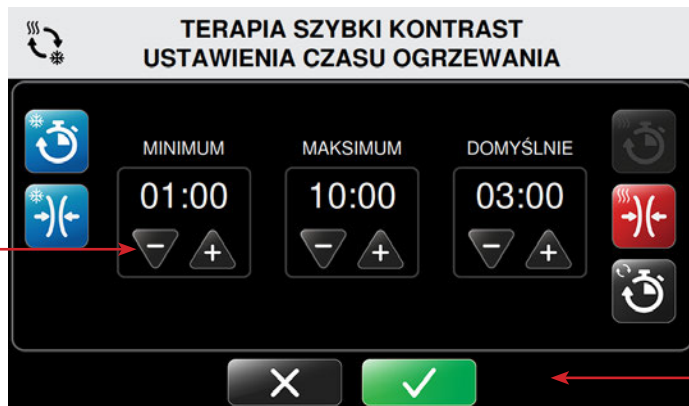 TERAPIA SZYBKI KONTRAST
USTAWIENIA CZASU OGRZEWANIA
MINIMUM MAKSIMUM DOMYŚLNIE
01:00 10:00 03:00
− + − + − +